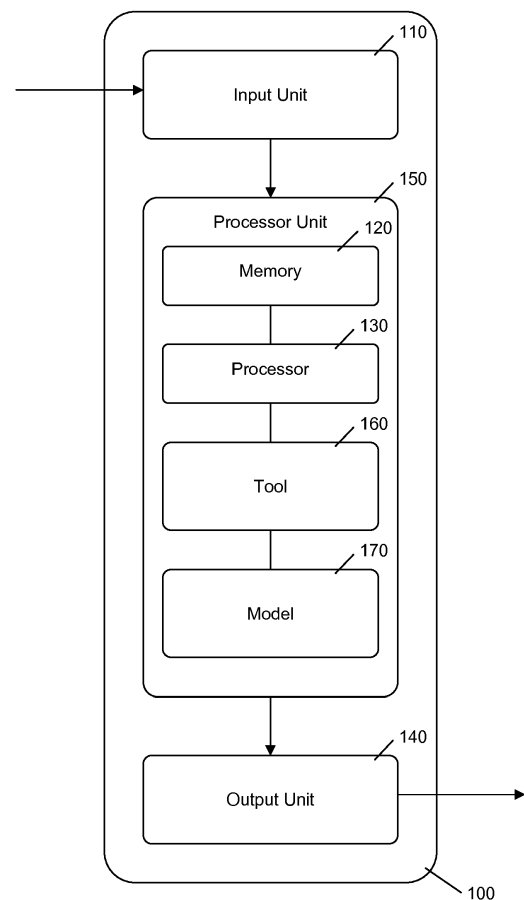 110
Input Unit
150
Processor Unit
120
Memory
130
Processor
160
Tool
170
Model
140
Output Unit
100